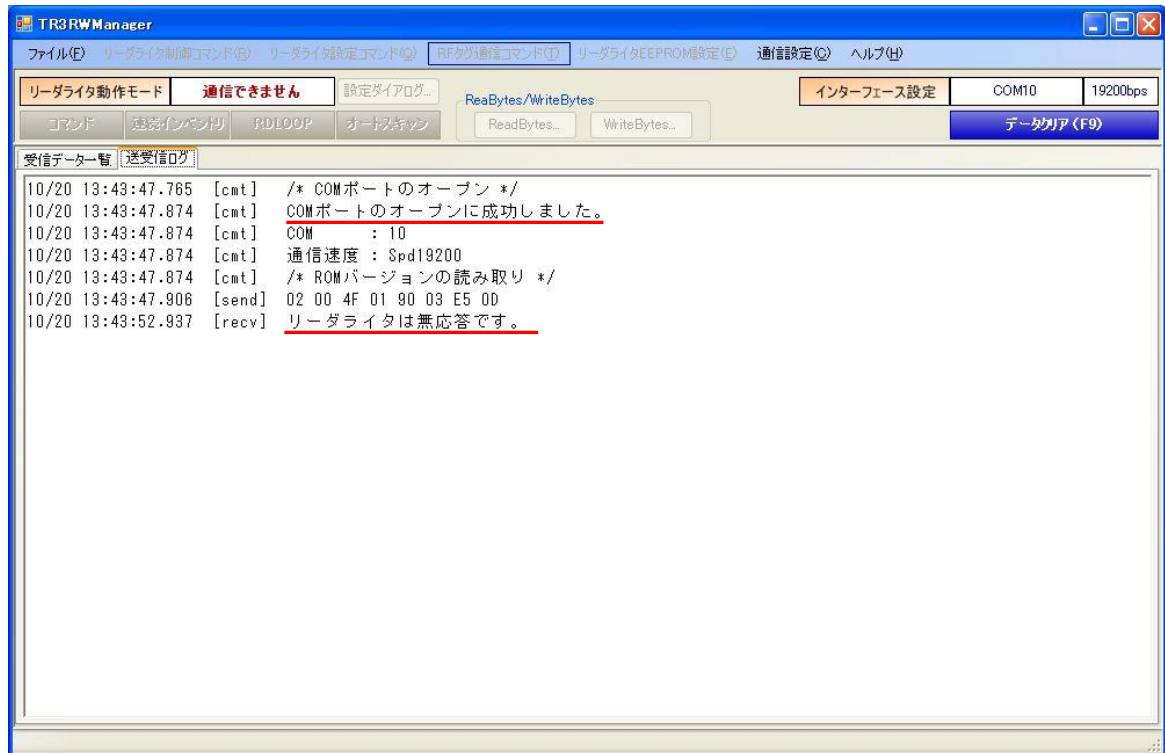 TR3RWManager
ファイル(F) リーダライタ制御コマンド(R) リーダライタ設定コマンド(Q) RFタグ通信コマンド(T) リーダライタEEPROM設定(E) 通信設定(C) ヘルプ(H)
リーダライタ動作モード 通信できません 設定ダイアログ... ReaBytes/WriteBytes インターフェース設定 COM10 19200bps
コマンド 連続インベントリ RDLOOP オートスキャン ReadBytes... WriteBytes... データクリア(F9)
受信データ一覧 送受信ログ
10/20 13:43:47.765 [cmt] /* COMポートのオープン */
10/20 13:43:47.874 [cmt] COMポートのオープンに成功しました。
10/20 13:43:47.874 [cmt] COM : 10
10/20 13:43:47.874 [cmt] 通信速度 : Spd19200
10/20 13:43:47.874 [cmt] /* ROMバージョンの読み取り */
10/20 13:43:47.906 [send] 02 00 4F 01 90 03 E5 0D
10/20 13:43:52.937 [recv] リーダライタは無応答です。